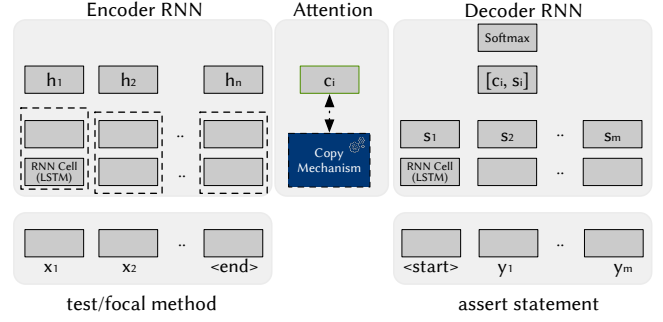 Encoder RNN
Attention
Decoder RNN
Softmax
h1 h2 hn
ci
[ci, si]
s1 s2 .. sm
..
Copy
Mechanism
RNN Cell
(LSTM)
..
RNN Cell
(LSTM)
..
..
..
x1 x2 <end>
<start> y1 ym
test/focal method
assert statement